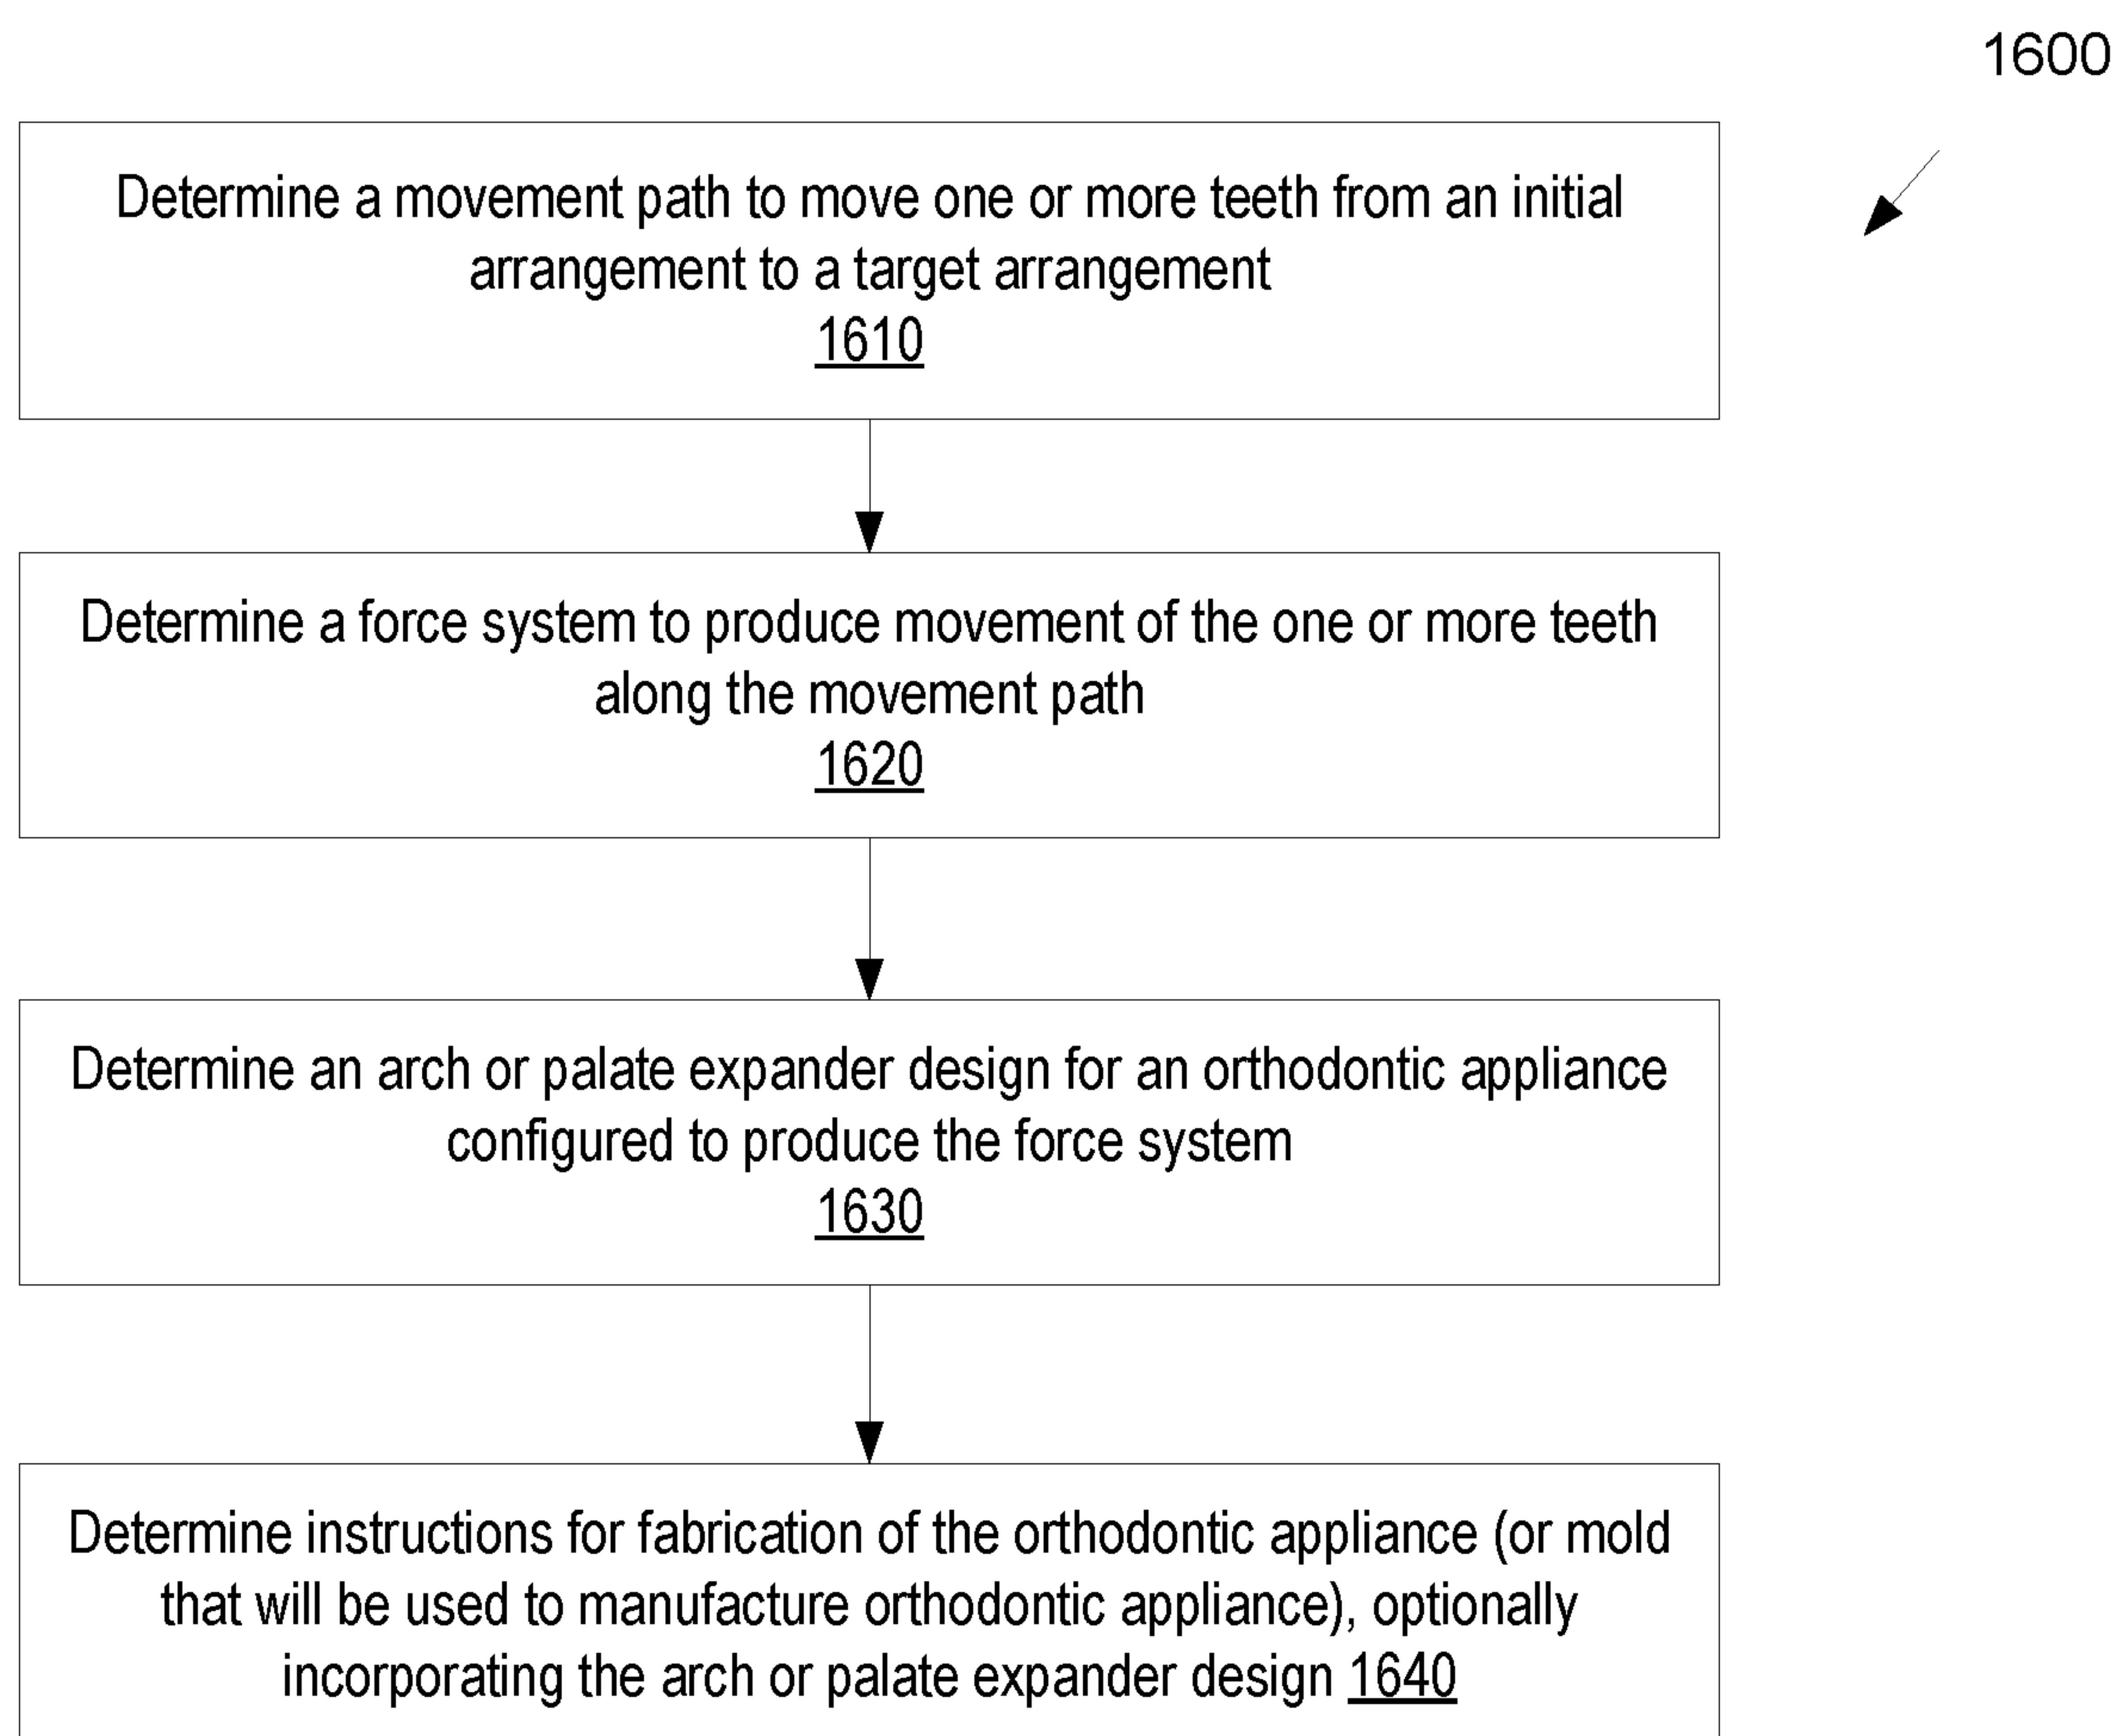 1600
Determine a movement path to move one or more teeth from an initial
arrangement to a target arrangement
1610
Determine a force system to produce movement of the one or more teeth
along the movement path
1620
Determine an arch or palate expander design for an orthodontic appliance
configured to produce the force system
1630
Determine instructions for fabrication of the orthodontic appliance (or mold
that will be used to manufacture orthodontic appliance), optionally
incorporating the arch or palate expander design 1640